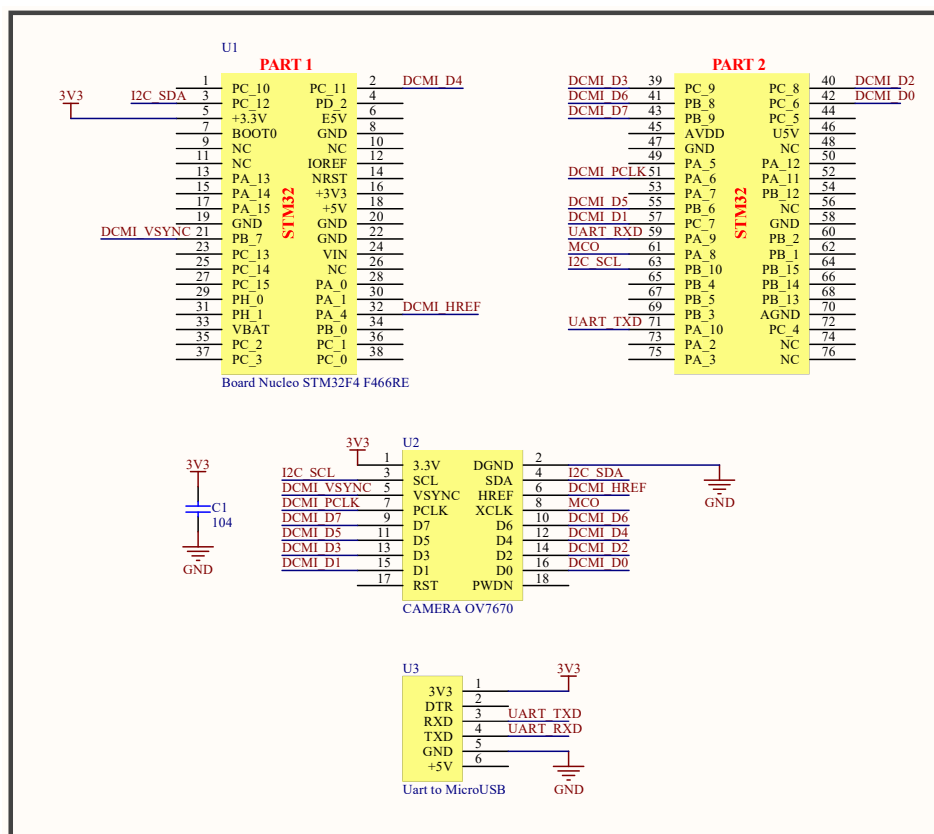 U1
PART 1
1 PC_10 PC_11 2 DCMI_D4
I2C_SDA 3 PC_12 PD_2 4
3V3 5 +3.3V E5V 6
7 BOOT0 GND 8
9 NC NC 10
11 NC IOREF 12
13 PA_13 NRST 14
15 PA_14 +3V3 16
17 PA_15 +5V 18
19 GND GND 20
DCMI_VSYNC 21 PB_7 GND 22
23 PC_13 VIN 24
25 PC_14 NC 26
27 PC_15 PA_0 28
29 PH_0 PA_1 30
31 PH_1 PA_4 32 DCMI_HREF
33 VBAT PB_0 34
35 PC_2 PC_1 36
37 PC_3 PC_0 38
STM32
Board Nucleo STM32F4 F466RE
PART 2
DCMI_D3 39 PC_9 PC_8 40 DCMI_D2
DCMI_D6 41 PB_8 PC_6 42 DCMI_D0
DCMI_D7 43 PB_9 PC_5 44
45 AVDD U5V 46
47 GND NC 48
49 PA_5 PA_12 50
DCMI_PCLK 51 PA_6 PA_11 52
53 PA_7 PB_12 54
DCMI_D5 55 PB_6 NC 56
DCMI_D1 57 PC_7 GND 58
UART_RXD 59 PA_9 PB_2 60
MCO 61 PA_8 PB_1 62
I2C_SCL 63 PB_10 PB_15 64
65 PB_4 PB_14 66
67 PB_5 PB_13 68
69 PB_3 AGND 70
UART_TXD 71 PA_10 PC_4 72
73 PA_2 NC 74
75 PA_3 NC 76
STM32
3V3
C1
104
GND
U2
3V3 1 3.3V DGND 2
I2C_SCL 3 SCL SDA 4 I2C_SDA
DCMI_VSYNC 5 VSYNC HREF 6 DCMI_HREF
DCMI_PCLK 7 PCLK XCLK 8 MCO
DCMI_D7 9 D7 D6 10 DCMI_D6
DCMI_D5 11 D5 D4 12 DCMI_D4
DCMI_D3 13 D3 D2 14 DCMI_D2
DCMI_D1 15 D1 D0 16 DCMI_D0
17 RST PWDN 18
GND
CAMERA OV7670
U3
3V3
3V3 1
DTR 2
RXD 3 UART_TXD
TXD 4 UART_RXD
GND 5
+5V 6
GND
Uart to MicroUSB